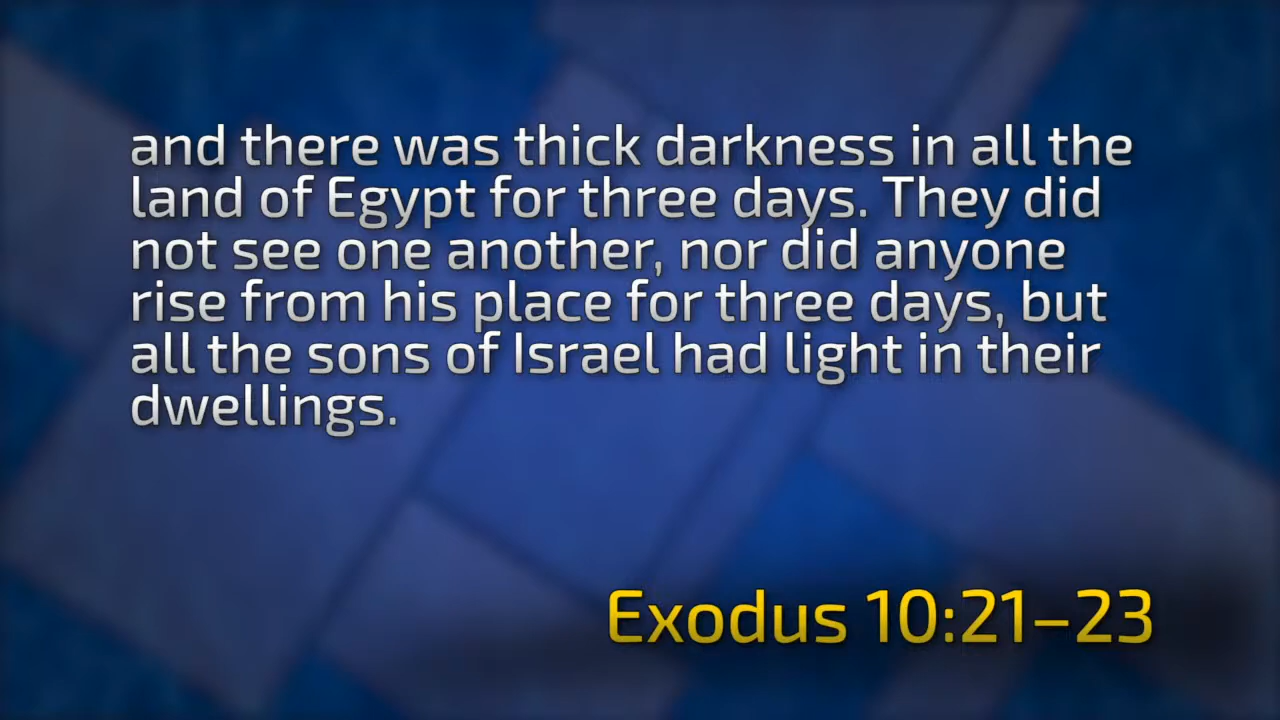 and there was thick darkness in all the
land of Egypt for three days. They did
not see one another, nor did anyone
rise from his place for three days, but
all the sons of Israel had light in their
dwellings.
Exodus 10:21–23